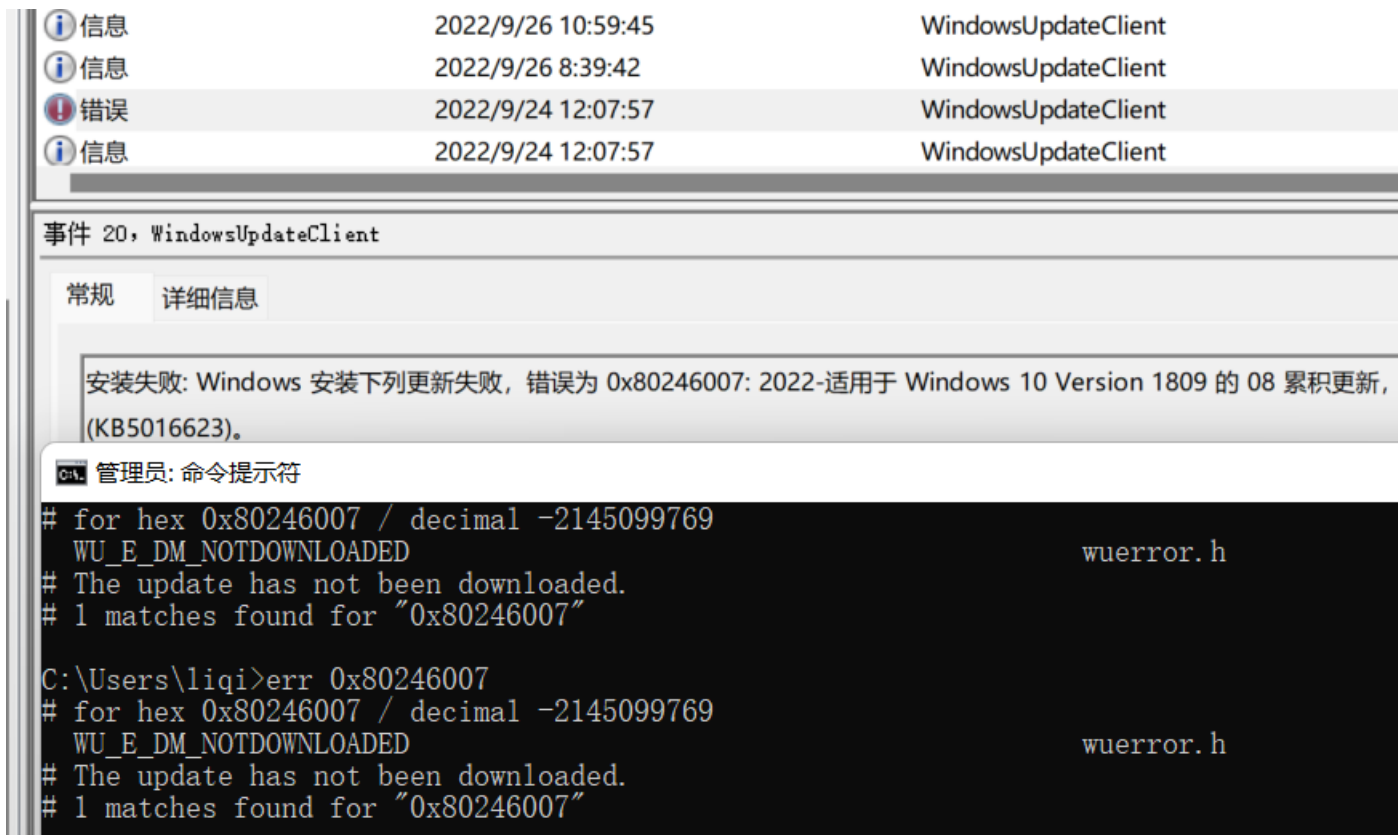 信息 2022/9/26 10:59:45 WindowsUpdateClient
信息 2022/9/26 8:39:42 WindowsUpdateClient
错误 2022/9/24 12:07:57 WindowsUpdateClient
信息 2022/9/24 12:07:57 WindowsUpdateClient
事件 20，WindowsUpdateClient
常规 详细信息
安装失败: Windows 安装下列更新失败，错误为 0x80246007: 2022-适用于 Windows 10 Version 1809 的 08 累积更新，
(KB5016623)。
管理员: 命令提示符
# for hex 0x80246007 / decimal -2145099769
WU_E_DM_NOTDOWNLOADED wuerror.h
# The update has not been downloaded.
# 1 matches found for "0x80246007"
C:\Users\liqi>err 0x80246007
# for hex 0x80246007 / decimal -2145099769
WU_E_DM_NOTDOWNLOADED wuerror.h
# The update has not been downloaded.
# 1 matches found for "0x80246007"